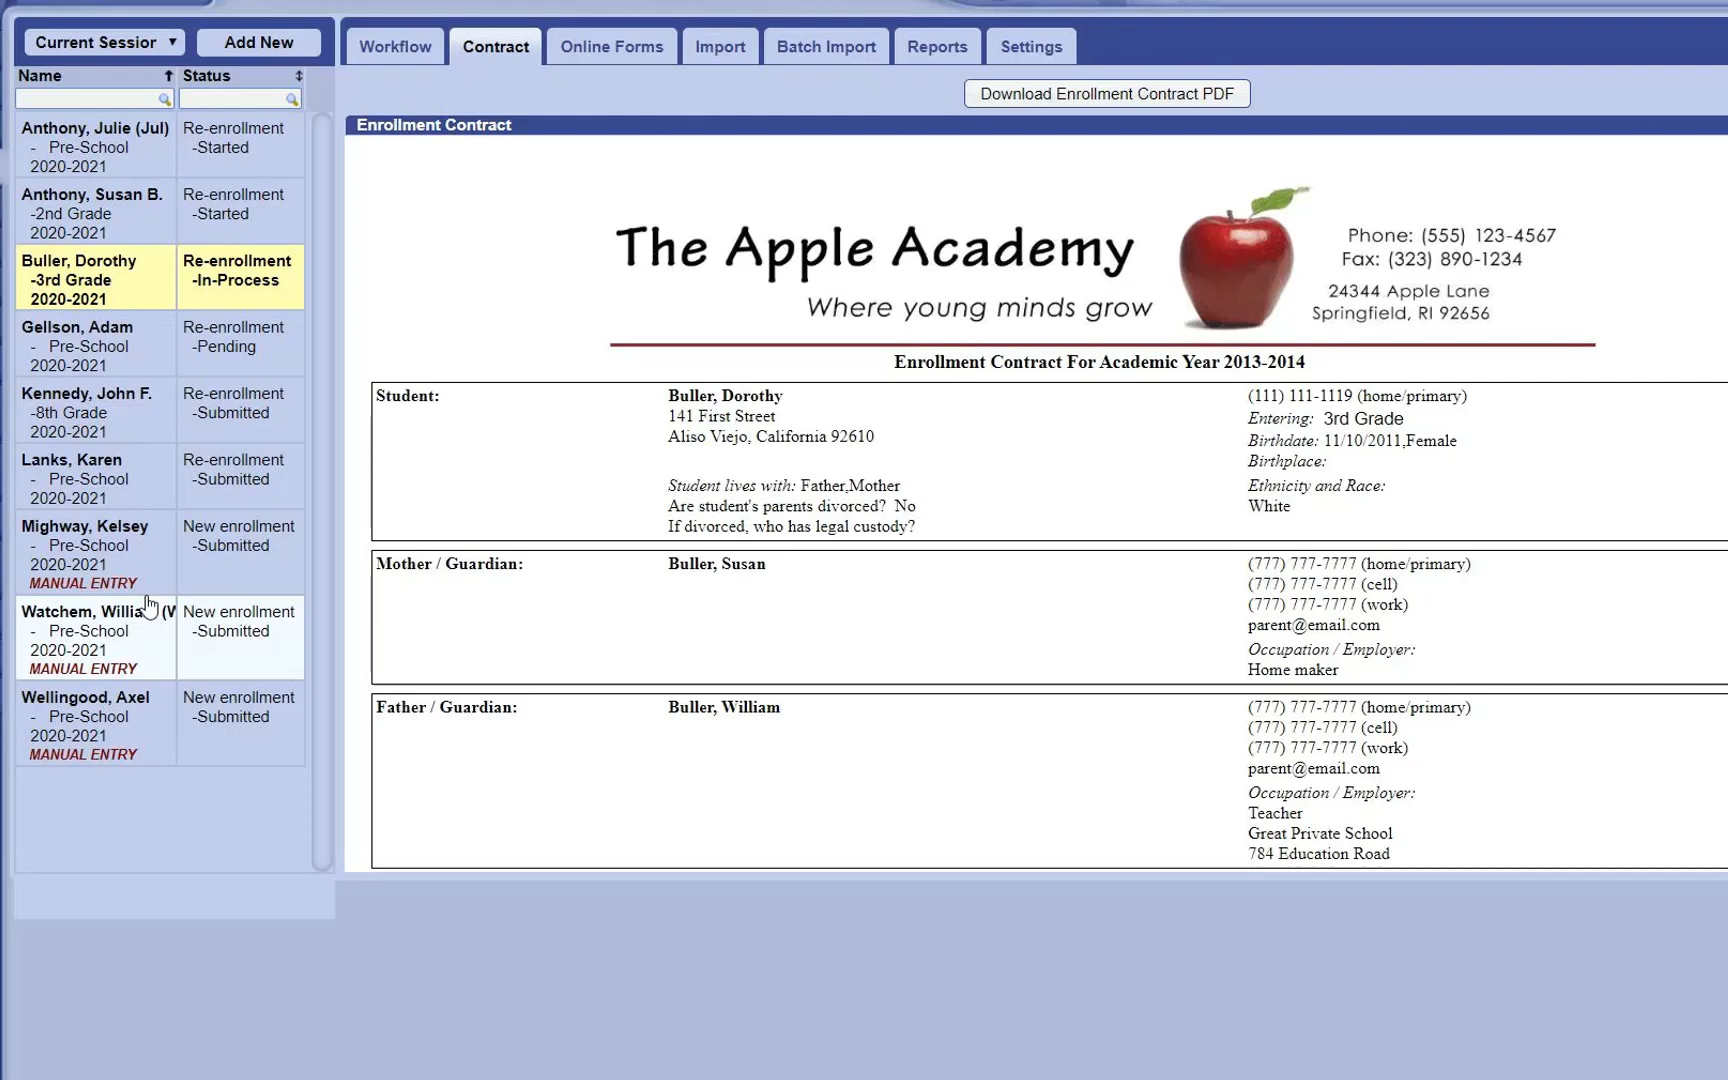 Current Session
Add New
Workflow
Contract
Online Forms
Import
Batch Import
Reports
Settings
Name
Status
Anthony, Julie (Jul)
- Pre-School
2020-2021
Re-enrollment
-Started
Anthony, Susan B.
-2nd Grade
2020-2021
Re-enrollment
-Started
Buller, Dorothy
-3rd Grade
2020-2021
Re-enrollment
-In-Process
Gellson, Adam
- Pre-School
2020-2021
Re-enrollment
-Pending
Kennedy, John F.
-8th Grade
2020-2021
Re-enrollment
-Submitted
Lanks, Karen
- Pre-School
2020-2021
Re-enrollment
-Submitted
Mighway, Kelsey
- Pre-School
2020-2021
MANUAL ENTRY
New enrollment
-Submitted
Watchem, (W
- Pre-School
2020-2021
MANUAL ENTRY
New enrollment
-Submitted
Wellingood, Axel
- Pre-School
2020-2021
MANUAL ENTRY
New enrollment
-Submitted
Download Enrollment Contract PDF
Enrollment Contract
The Apple Academy
Where young minds grow
Phone: (555) 123-4567
Fax: (323) 890-1234
24344 Apple Lane
Springfield, RI 92656
Enrollment Contract For Academic Year 2013-2014
Student:
Buller, Dorothy
141 First Street
Aliso Viejo, California 92610
Student lives with: Father,Mother
Are student's parents divorced? No
If divorced, who has legal custody?
(111) 111-1119 (home/primary)
Entering: 3rd Grade
Birthdate: 11/10/2011,Female
Birthplace:
Ethnicity and Race:
White
Mother / Guardian:
Buller, Susan
(777) 777-7777 (home/primary)
(777) 777-7777 (cell)
(777) 777-7777 (work)
parent@email.com
Occupation / Employer:
Home maker
Father / Guardian:
Buller, William
(777) 777-7777 (home/primary)
(777) 777-7777 (cell)
(777) 777-7777 (work)
parent@email.com
Occupation / Employer:
Teacher
Great Private School
784 Education Road